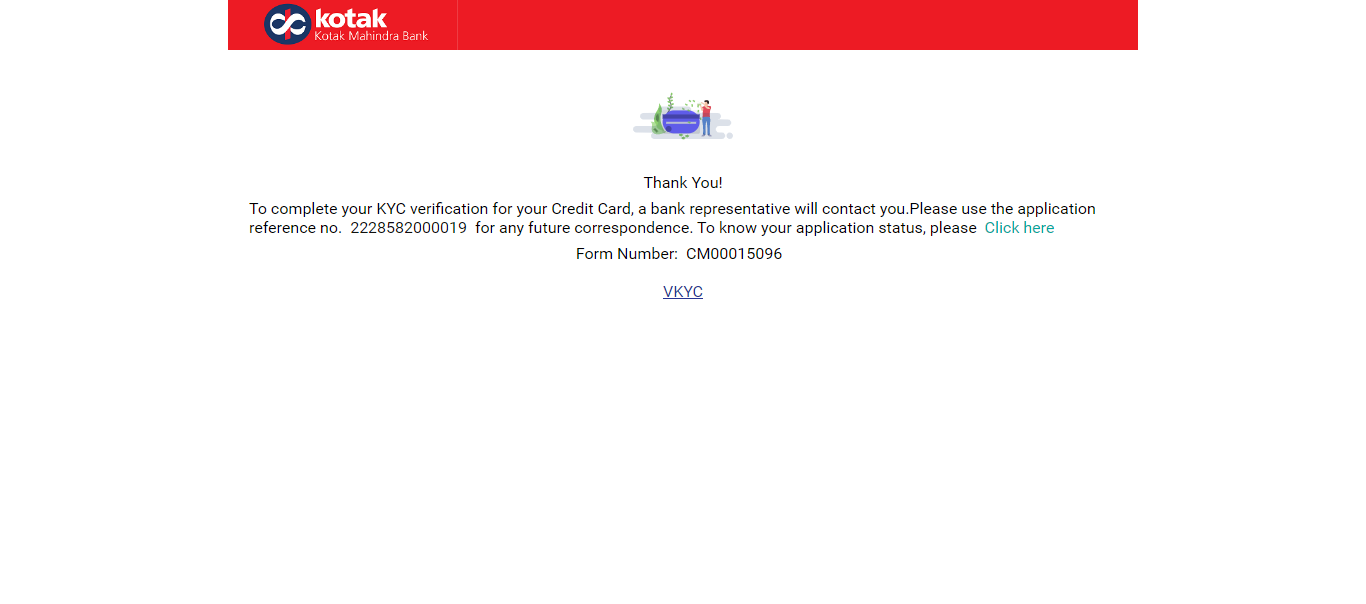 kotak
Kotak Mahindra Bank
Thank You!
To complete your KYC verification for your Credit Card, a bank representative will contact you.Please use the application
reference no. 2228582000019 for any future correspondence. To know your application status, please Click here
Form Number: CM00015096
VKYC